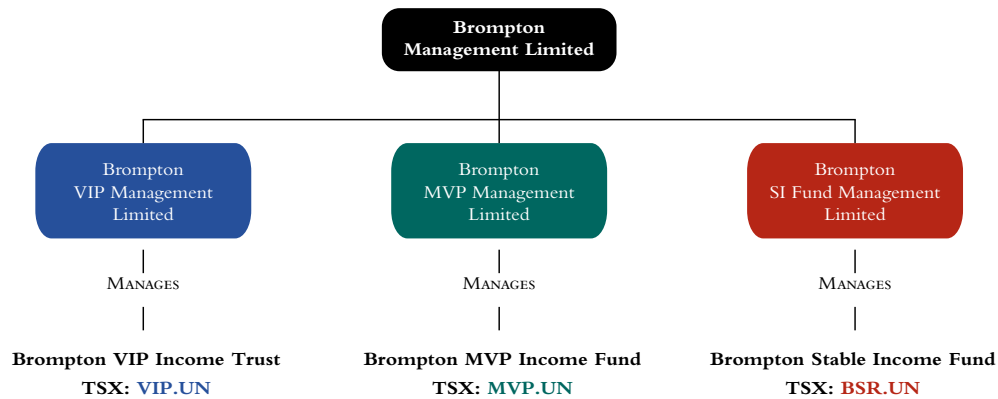 Brompton
Management Limited
Brompton
VIP Management
Limited
Brompton
MVP Management
Limited
Brompton
SI Fund Management
Limited
Manages
Manages
Manages
Brompton VIP Income Trust
TSX: VIP.UN
Brompton MVP Income Fund
TSX: MVP.UN
Brompton Stable Income Fund
TSX: BSR.UN